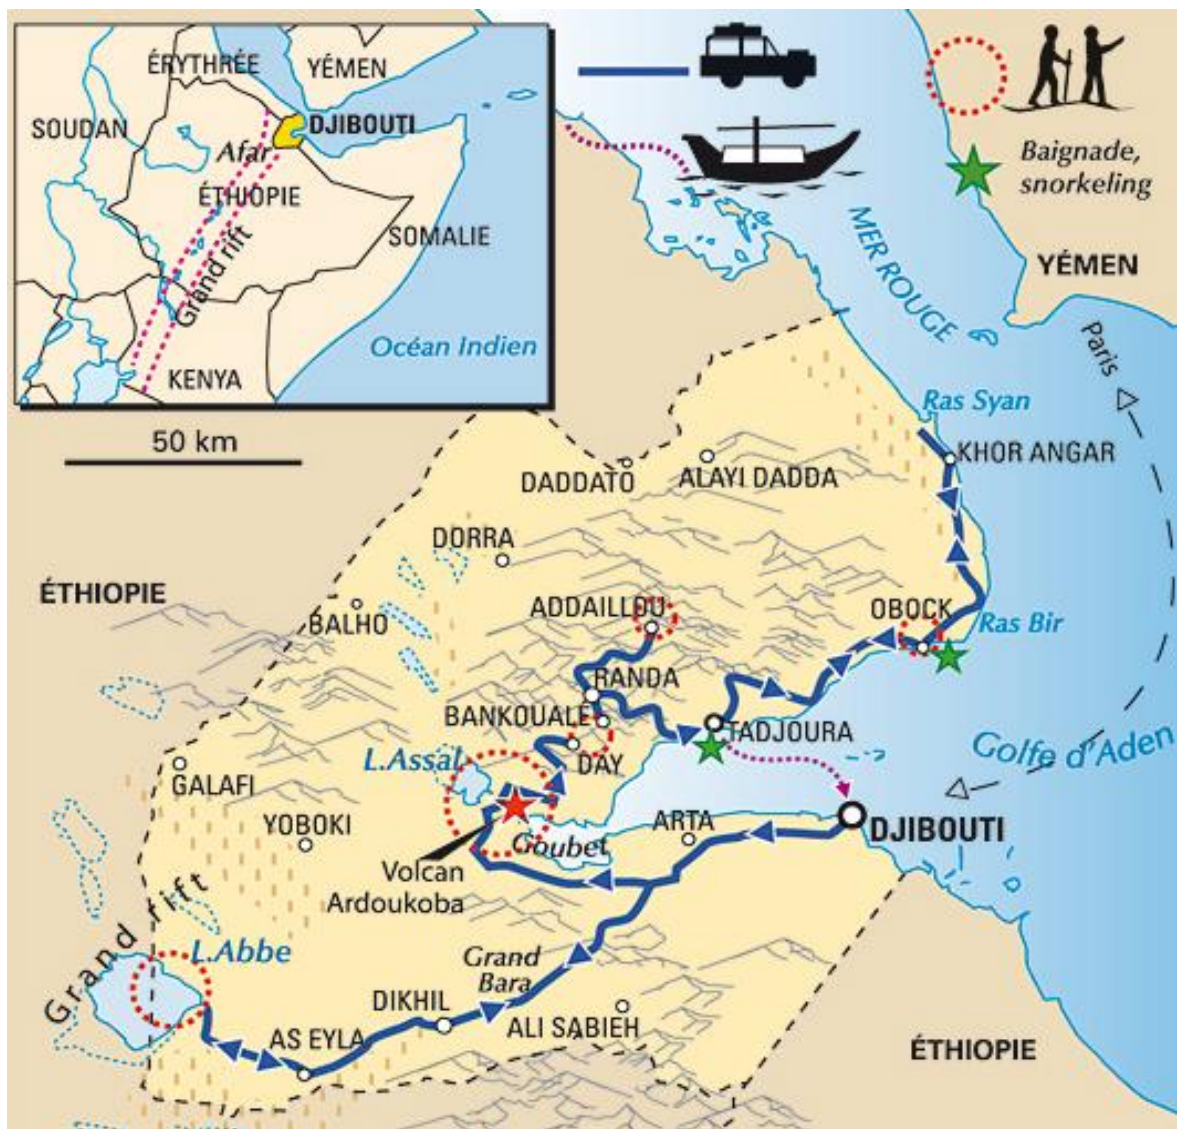 ÉRYTHRÉE
YÉMEN
SOUDAN
DJIBOUTI
Afar
ÉTHIOPIE
SOMALIE
Grand rift
Océan Indien
KENYA
50 km
Baignade,
snorkeling
MER ROUGE
YÉMEN
Paris
Ras Syan
KHOR ANGAR
DADDATO
ALAYI DADDA
DORRA
ÉTHIOPIE
BALHO
ADDAILLOU
OBOCK
Ras Bir
RANDA
BANKOUALÉ
TADJOURA
L.Assal
DAY
Golfe d'Aden
GALAFI
YOBOKI
ARTA
DJIBOUTI
Goubet
Volcan
Ardoukoba
Grand rift
L.Abbe
Grand
Bara
DIKHIL
AS EYLA
ALI SABIEH
ÉTHIOPIE